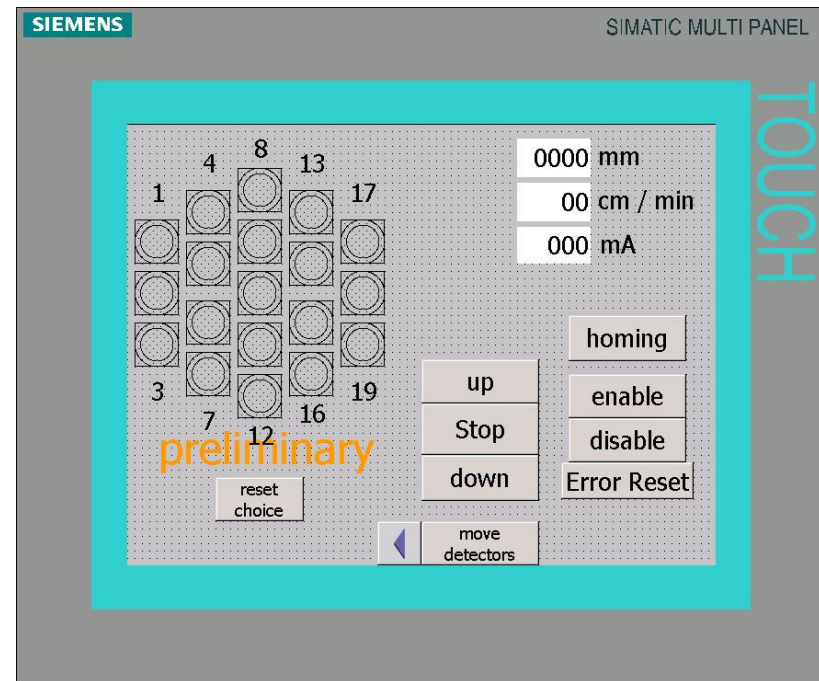 SIEMENS
SIMATIC MULTI PANEL
TOUCH
8
4
13
1
17
3
19
7
16
12
preliminary
reset
choice
0000 mm
00 cm / min
000 mA
homing
up
enable
Stop
disable
down
Error Reset
move
detectors